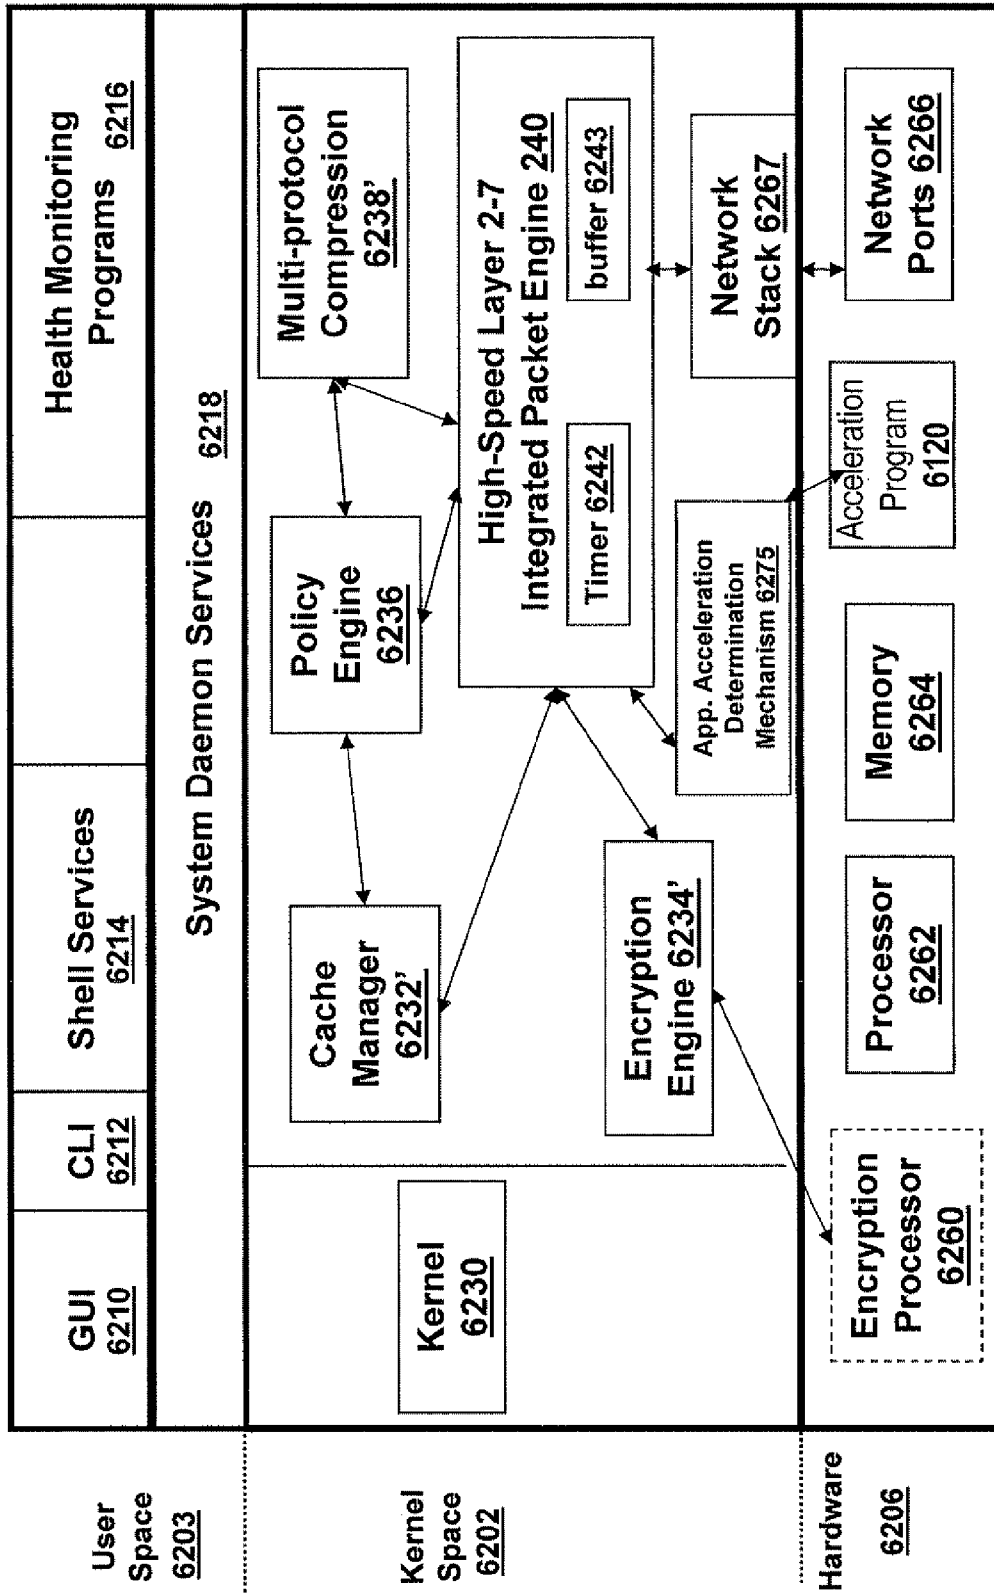 User
Space
6203
GUI
6210
CLI
6212
Shell Services
6214
Health Monitoring
Programs 6216
System Daemon Services
6218
Kernel
Space
6202
Kernel
6230
Cache
Manager
6232’
Policy
Engine
6236
Multi-protocol
Compression
6238’
High-Speed Layer 2-7
Integrated Packet Engine 240
Timer 6242
buffer 6243
Encryption
Engine 6234’
App. Acceleration
Determination
Mechanism 6275
Network
Stack 6267
Hardware
6206
Encryption
Processor
6260
Processor
6262
Memory
6264
Acceleration
Program
6120
Network
Ports 6266